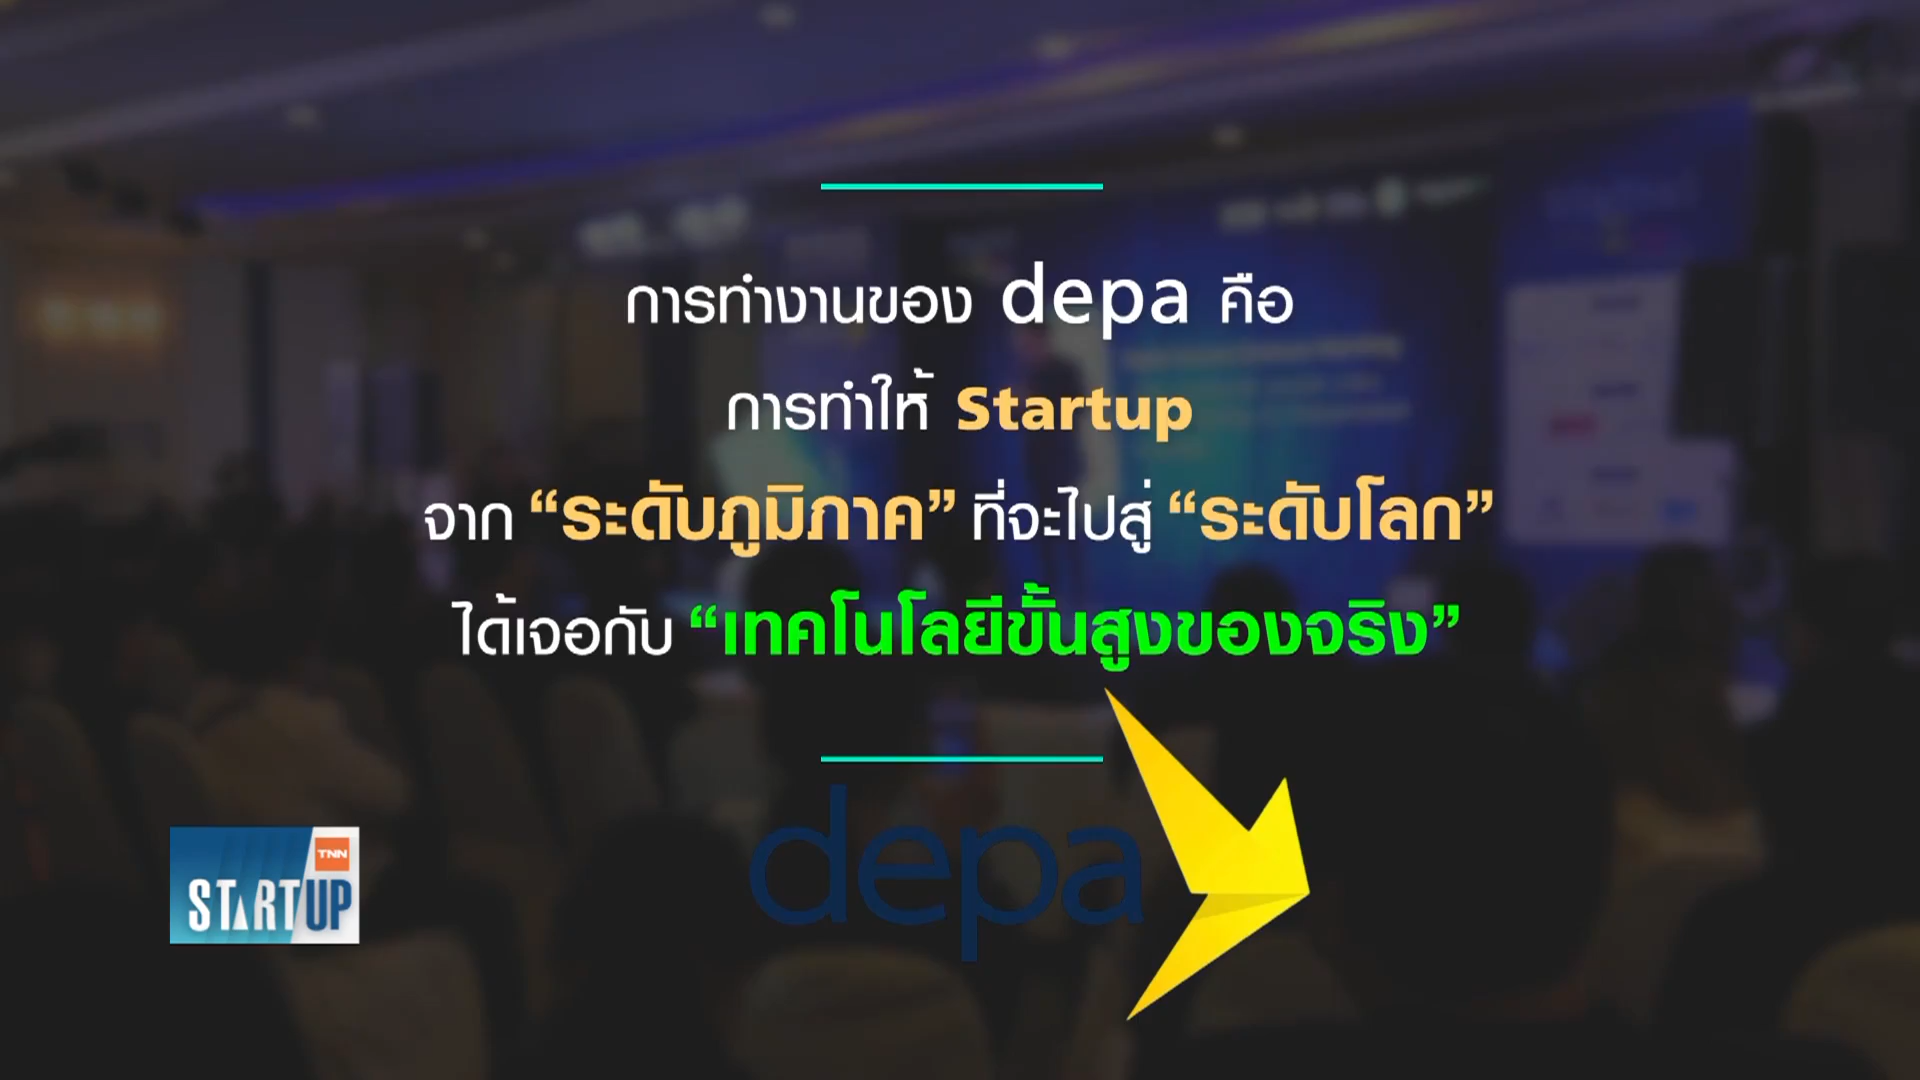 การทำงานของ depa คือ
การทำให้ Startup
จาก “ระดับภูมิภาค” ที่จะไปสู่ “ระดับโลก”
ได้เจอกับ “เทคโนโลยีขั้นสูงของจริง”
depa
TNN
STARTUP